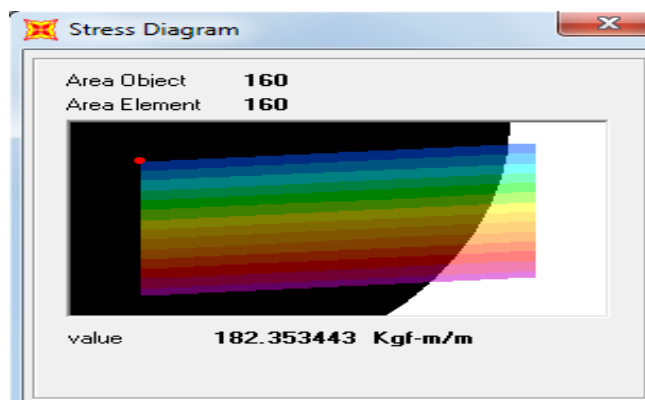 Stress Diagram
Area Object 160
Area Element 160
value 182.353443 Kgf-m/m